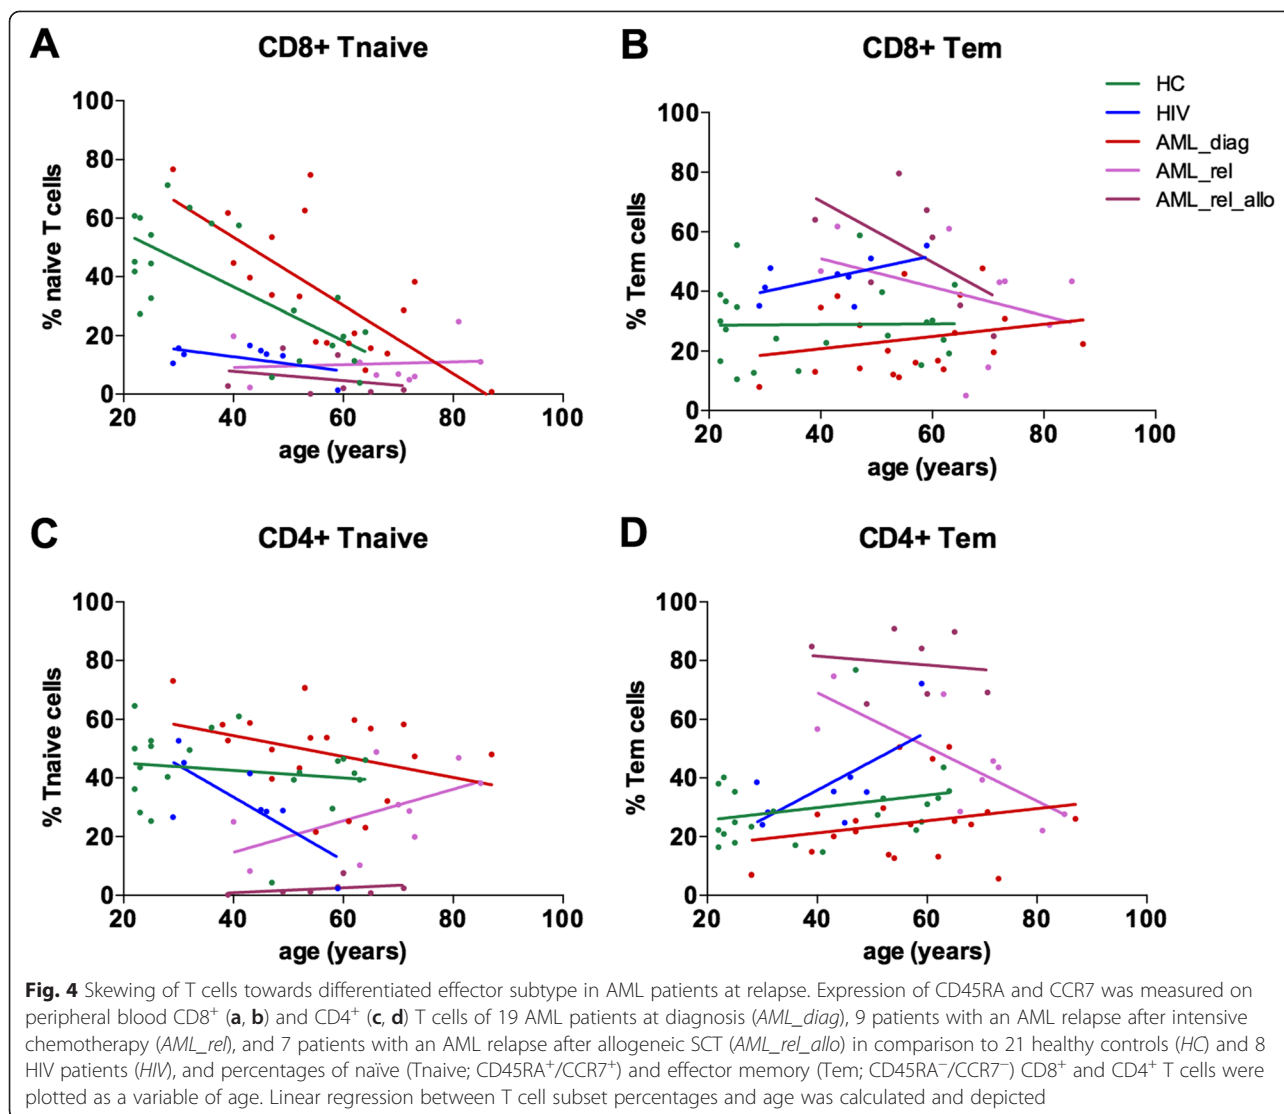 A
CD8+ Tnaive
% naive T cells
100
80
60
40
20
0
20 40 60 80 100
age (years)
B
CD8+ Tem
% Tem cells
100
80
60
40
20
0
20 40 60 80 100
age (years)
HC
HIV
AML_diag
AML_rel
AML_rel_allo
C
CD4+ Tnaive
% Tnaive cells
100
80
60
40
20
0
20 40 60 80 100
age (years)
D
CD4+ Tem
% Tem cells
100
80
60
40
20
0
20 40 60 80 100
age (years)
Fig. 4 Skewing of T cells towards differentiated effector subtype in AML patients at relapse. Expression of CD45RA and CCR7 was measured on
peripheral blood CD8⁺ (a, b) and CD4⁺ (c, d) T cells of 19 AML patients at diagnosis (AML_diag), 9 patients with an AML relapse after intensive
chemotherapy (AML_rel), and 7 patients with an AML relapse after allogeneic SCT (AML_rel_allo) in comparison to 21 healthy controls (HC) and 8
HIV patients (HIV), and percentages of naïve (Tnaive; CD45RA⁺/CCR7⁺) and effector memory (Tem; CD45RA⁻/CCR7⁻) CD8⁺ and CD4⁺ T cells were
plotted as a variable of age. Linear regression between T cell subset percentages and age was calculated and depicted